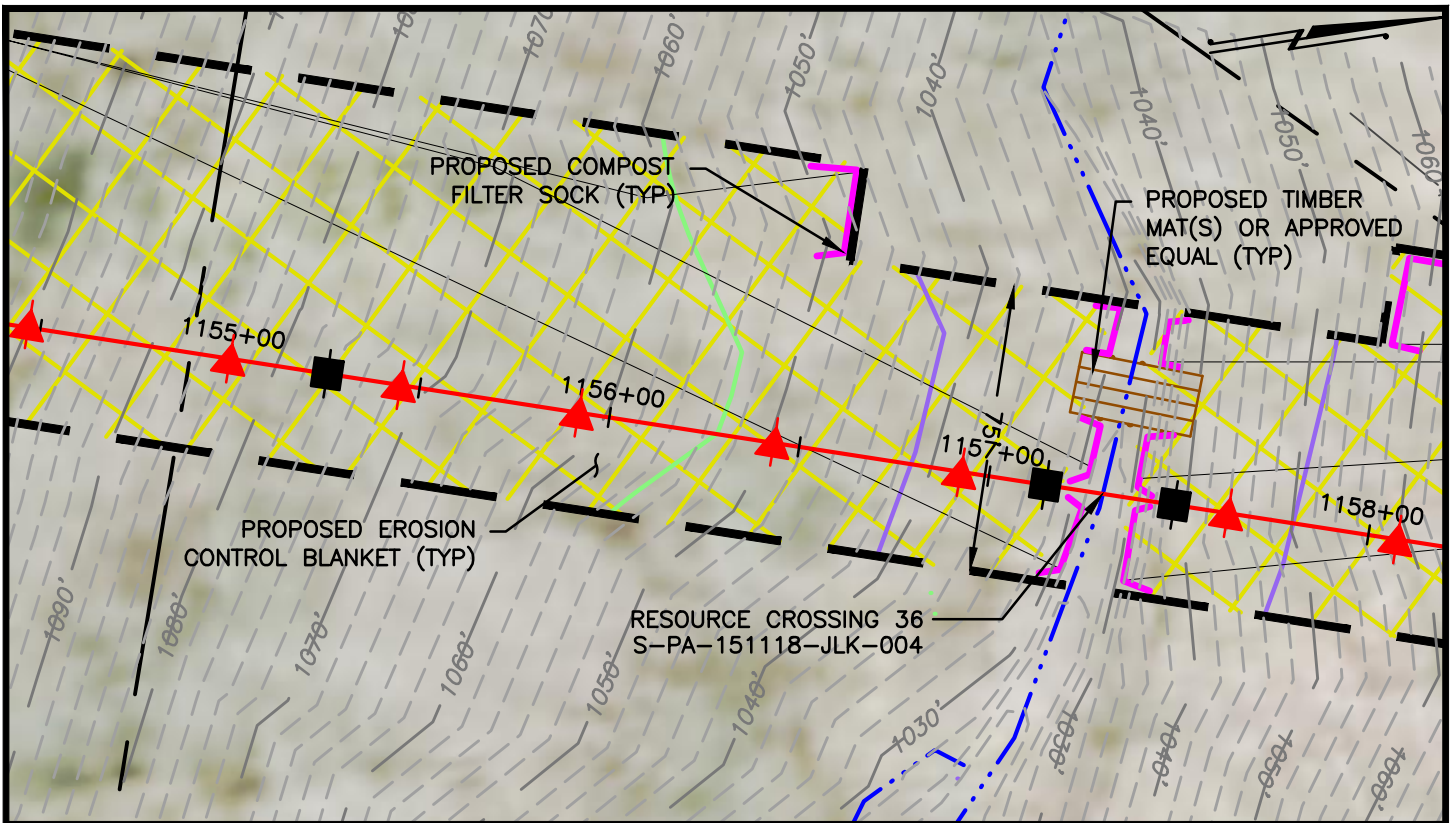 1070'
1060'
1050'
1040'
1040'
1050'
1060'
PROPOSED COMPOST
FILTER SOCK (TYP)
PROPOSED TIMBER
MAT(S) OR APPROVED
EQUAL (TYP)
1155+00
1156+00
1157+00
1158+00
PROPOSED EROSION
CONTROL BLANKET (TYP)
RESOURCE CROSSING 36
S-PA-151118-JLK-004
1090'
1080'
1070'
1060'
1050'
1040'
1030'
1030'
1040'
1050'
1060'